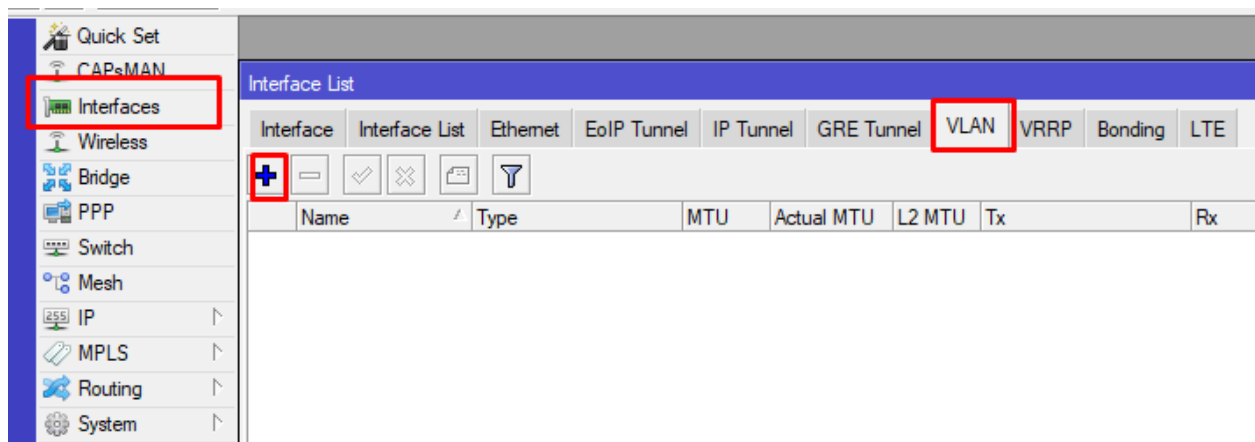 Quick Set
CAPsMAN
Interfaces
Wireless
Bridge
PPP
Switch
Mesh
255 IP
MPLS
Routing
System
Interface List
Interface Interface List Ethernet EoIP Tunnel IP Tunnel GRE Tunnel VLAN VRRP Bonding LTE
Name Type MTU Actual MTU L2 MTU Tx Rx